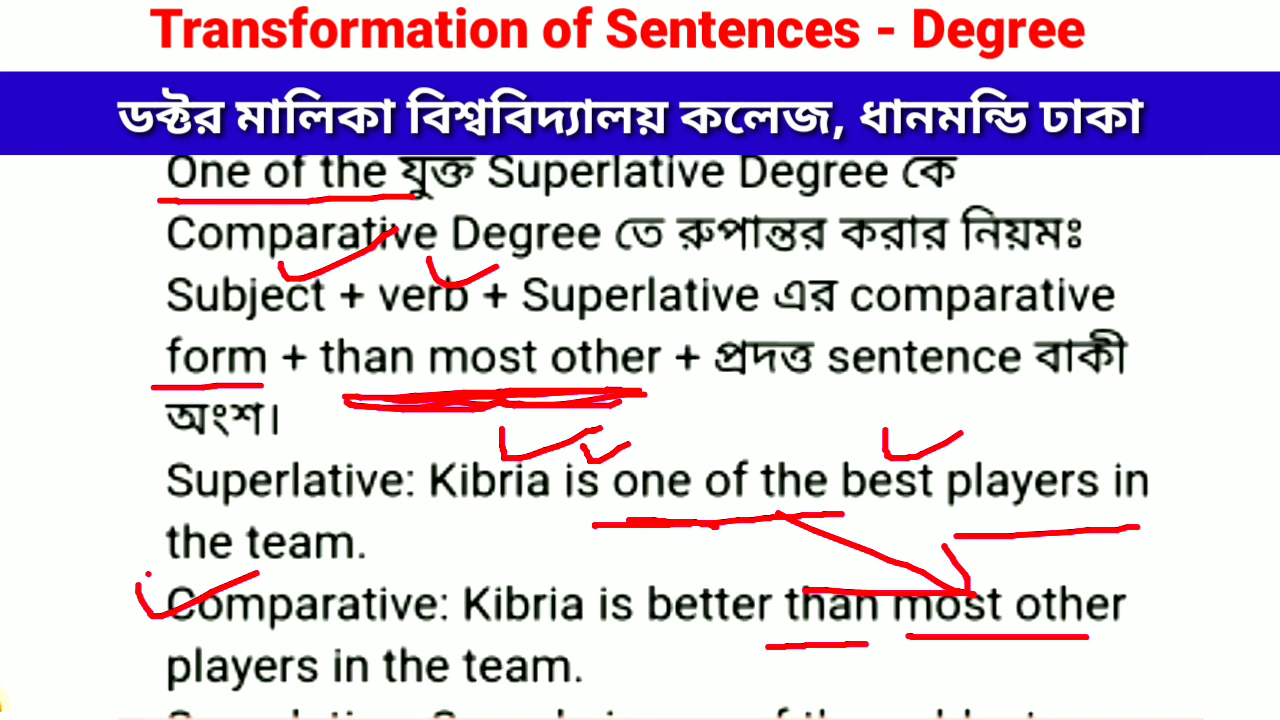 Transformation of Sentences - Degree
ডক্টর মালিকা বিশ্ববিদ্যালয় কলেজ, ধানমন্ডি ঢাকা
One of the যুক্ত Superlative Degree কে
Comparative Degree তে রুপান্তর করার নিয়মঃ
Subject + verb + Superlative এর comparative
form + than most other + প্রদত্ত sentence বাকী
অংশ।
Superlative: Kibria is one of the best players in
the team.
Comparative: Kibria is better than most other
players in the team.